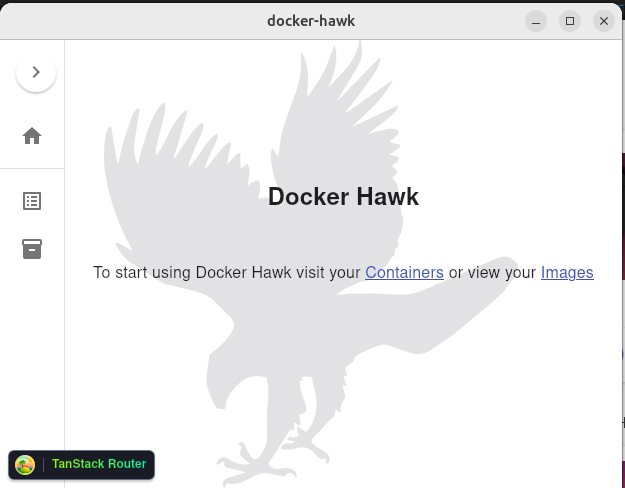 docker-hawk
Docker Hawk
To start using Docker Hawk visit your Containers or view your Images
TanStack Router